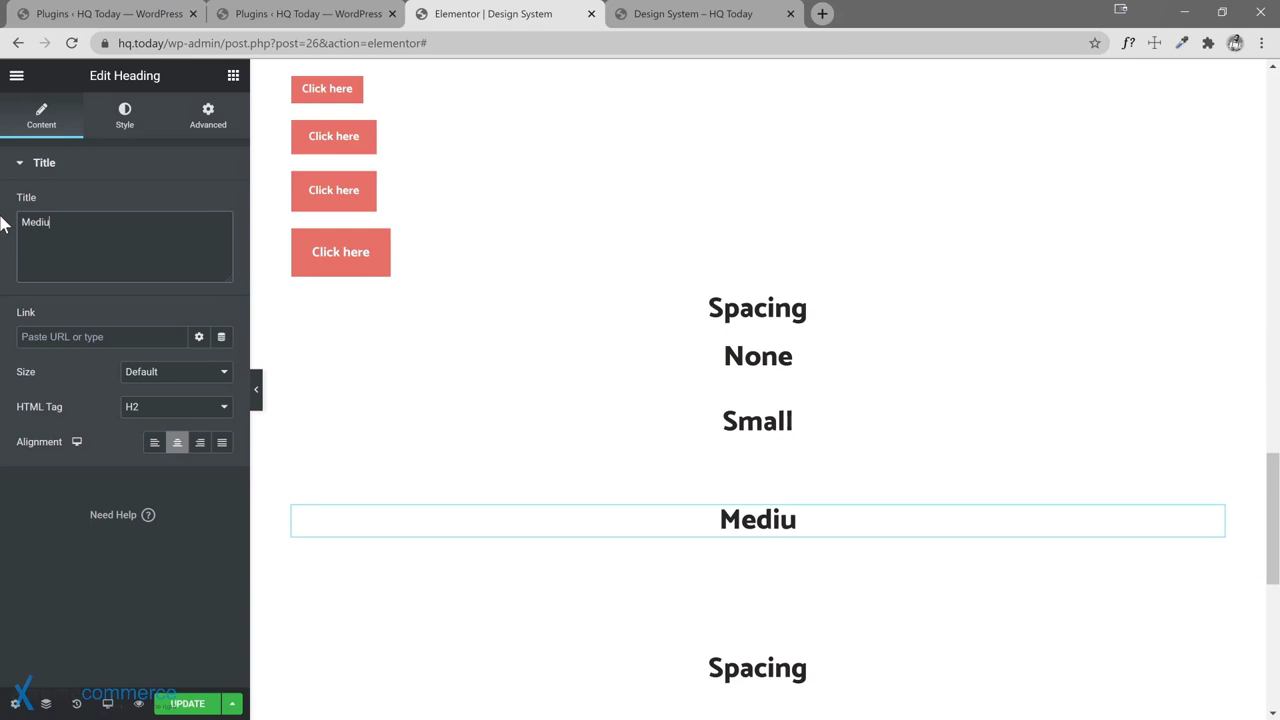 Plugins ‹ HQ Today — WordPress
Plugins ‹ HQ Today — WordPress
Elementor | Design System
Design System – HQ Today
hq.today/wp-admin/post.php?post=26&action=elementor#
f?
Edit Heading
Content
Style
Advanced
Title
Title
Mediu
Link
Paste URL or type
Size
Default
HTML Tag
H2
Alignment
Need Help ?
commerce
UPDATE
Click here
Click here
Click here
Click here
Spacing
None
Small
Mediu
Spacing